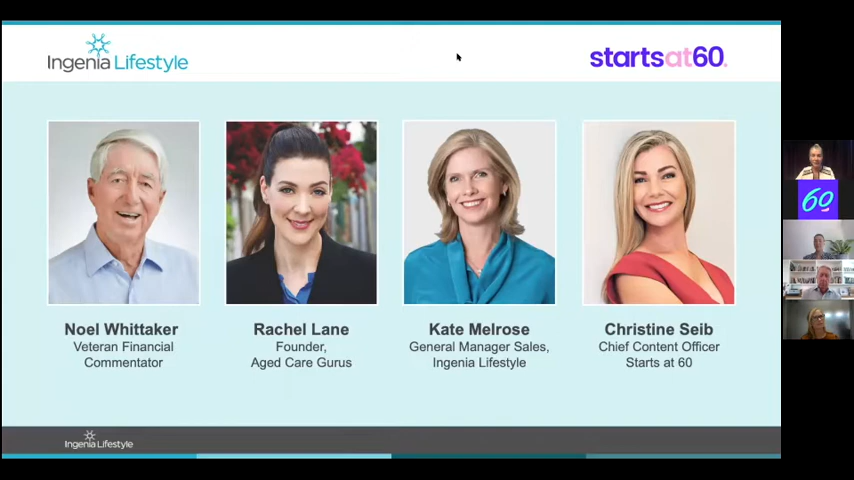 Ingenia Lifestyle
startsat60.
60
Noel Whittaker
Veteran Financial
Commentator
Rachel Lane
Founder,
Aged Care Gurus
Kate Melrose
General Manager Sales,
Ingenia Lifestyle
Christine Seib
Chief Content Officer
Starts at 60
Ingenia Lifestyle